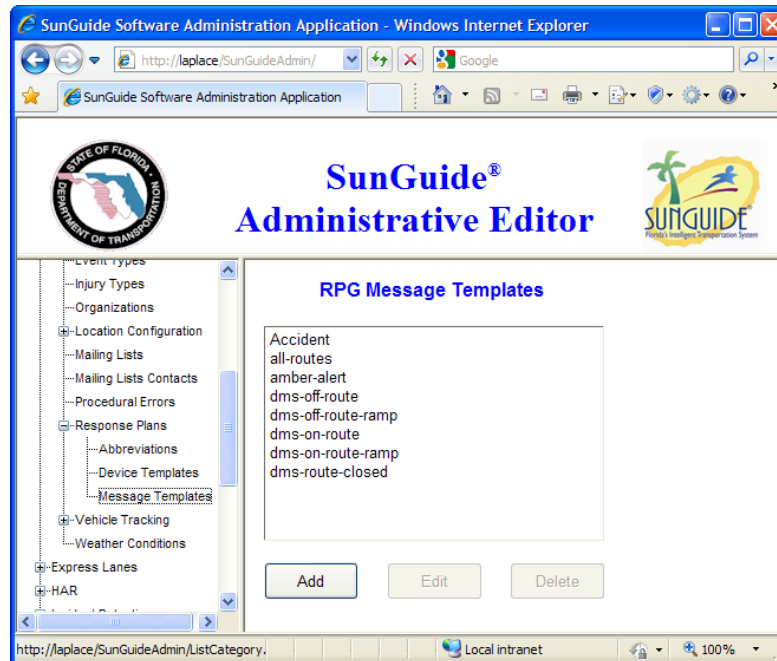 SunGuide Software Administration Application - Windows Internet Explorer
http://laplace/SunGuideAdmin/
Google
SunGuide Software Administration Application
STATE OF FLORIDA
DEPARTMENT OF TRANSPORTATION
SunGuide®
Administrative Editor
SUNGUIDE®
Florida's Intelligent Transportation System
Event Types
Injury Types
Organizations
Location Configuration
Mailing Lists
Mailing Lists Contacts
Procedural Errors
Response Plans
Abbreviations
Device Templates
Message Templates
Vehicle Tracking
Weather Conditions
Express Lanes
HAR
RPG Message Templates
Accident
all-routes
amber-alert
dms-off-route
dms-off-route-ramp
dms-on-route
dms-on-route-ramp
dms-route-closed
Add
Edit
Delete
http://laplace/SunGuideAdmin/ListCategory.
Local intranet
100%